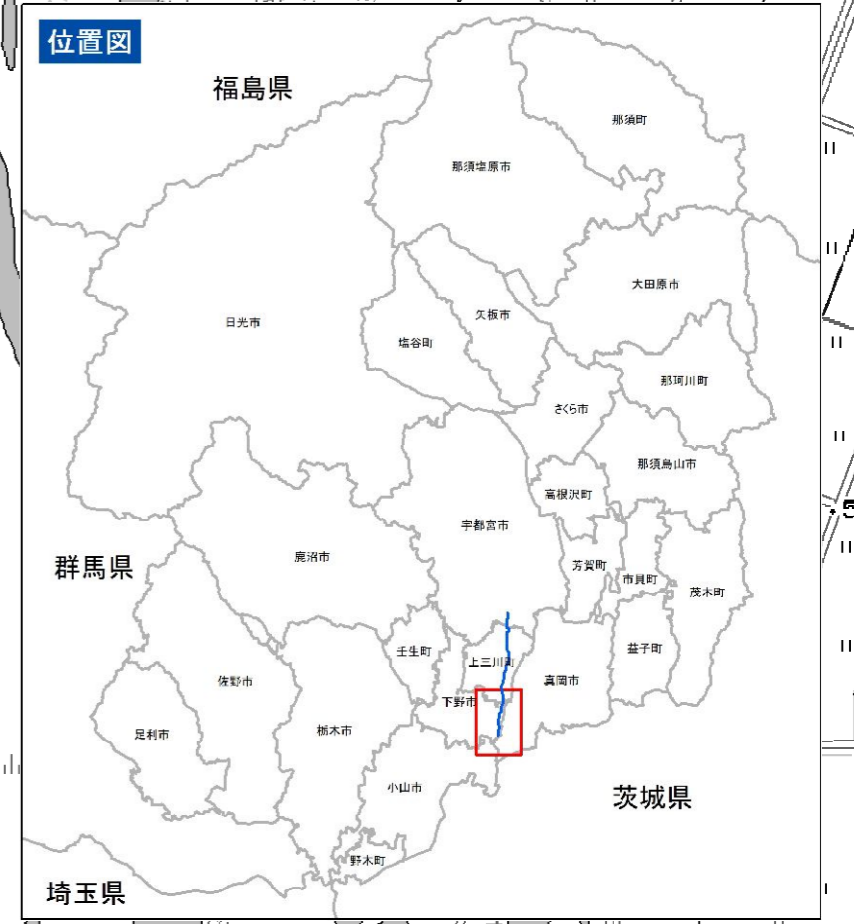 位置図
福島県
那須町
那須塩原市
大田原市
日光市
矢板市
塩谷町
那珂川町
さくら市
那須烏山市
高根沢町
宇都宮市
鹿沼市
群馬県
芳賀町
市貝町
茂木町
壬生町
上三川町
益子町
佐野市
真岡市
下野市
足利市
栃木市
小山市
茨城県
野木町
埼玉県